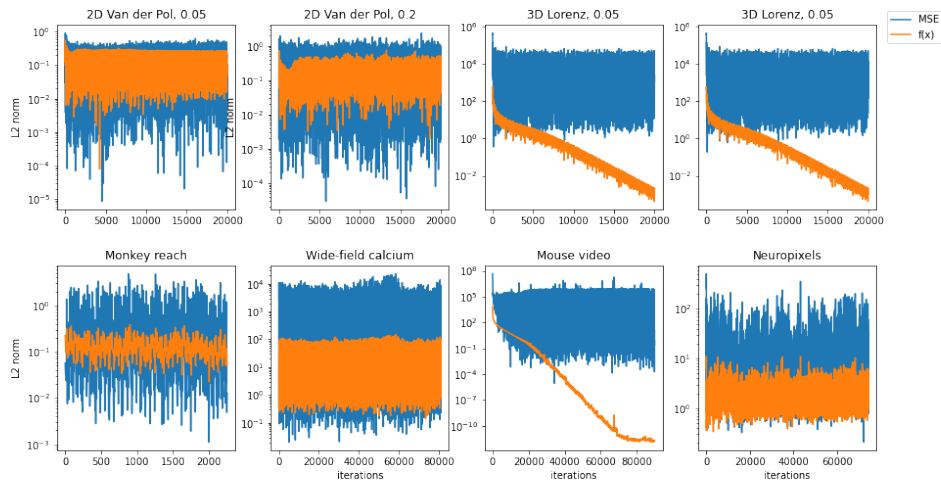 2D Van der Pol, 0.05
2D Van der Pol, 0.2
3D Lorenz, 0.05
3D Lorenz, 0.05
MSE
f(x)
L2 norm
10^0
10^-1
10^-2
10^-3
10^-4
10^-5
0 5000 10000 15000 20000
L2 norm
10^0
10^-1
10^-2
10^-3
10^-4
0 5000 10000 15000 20000
10^6
10^4
10^2
10^0
10^-2
0 5000 10000 15000 20000
10^6
10^4
10^2
10^0
10^-2
0 5000 10000 15000 20000
Monkey reach
Wide-field calcium
Mouse video
Neuropixels
L2 norm
10^0
10^-1
10^-2
10^-3
0 500 1000 1500 2000
10^4
10^3
10^2
10^1
10^0
10^-1
10^-2
0 20000 40000 60000 80000
iterations
10^8
10^5
10^2
10^-1
10^-4
10^-7
10^-10
0 20000 40000 60000 80000
iterations
10^2
10^1
10^0
0 20000 40000 60000
iterations